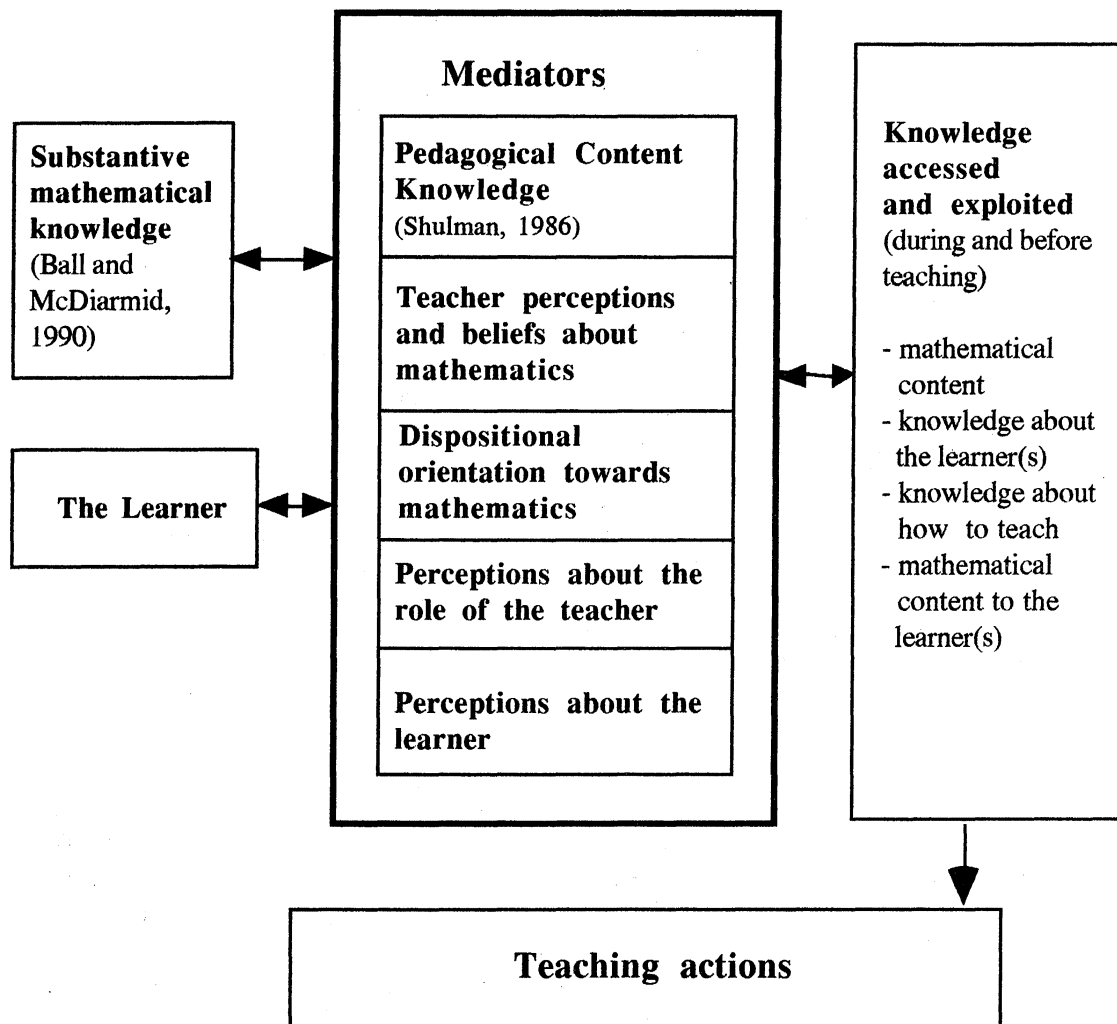 Mediators
Substantive
mathematical
knowledge
(Ball and
McDiarmid,
1990)
The Learner
Pedagogical Content
Knowledge
(Shulman, 1986)
Teacher perceptions
and beliefs about
mathematics
Dispositional
orientation towards
mathematics
Perceptions about the
role of the teacher
Perceptions about the
learner
Knowledge
accessed
and exploited
(during and before
teaching)
- mathematical
content
- knowledge about
the learner(s)
- knowledge about
how to teach
- mathematical
content to the
learner(s)
Teaching actions